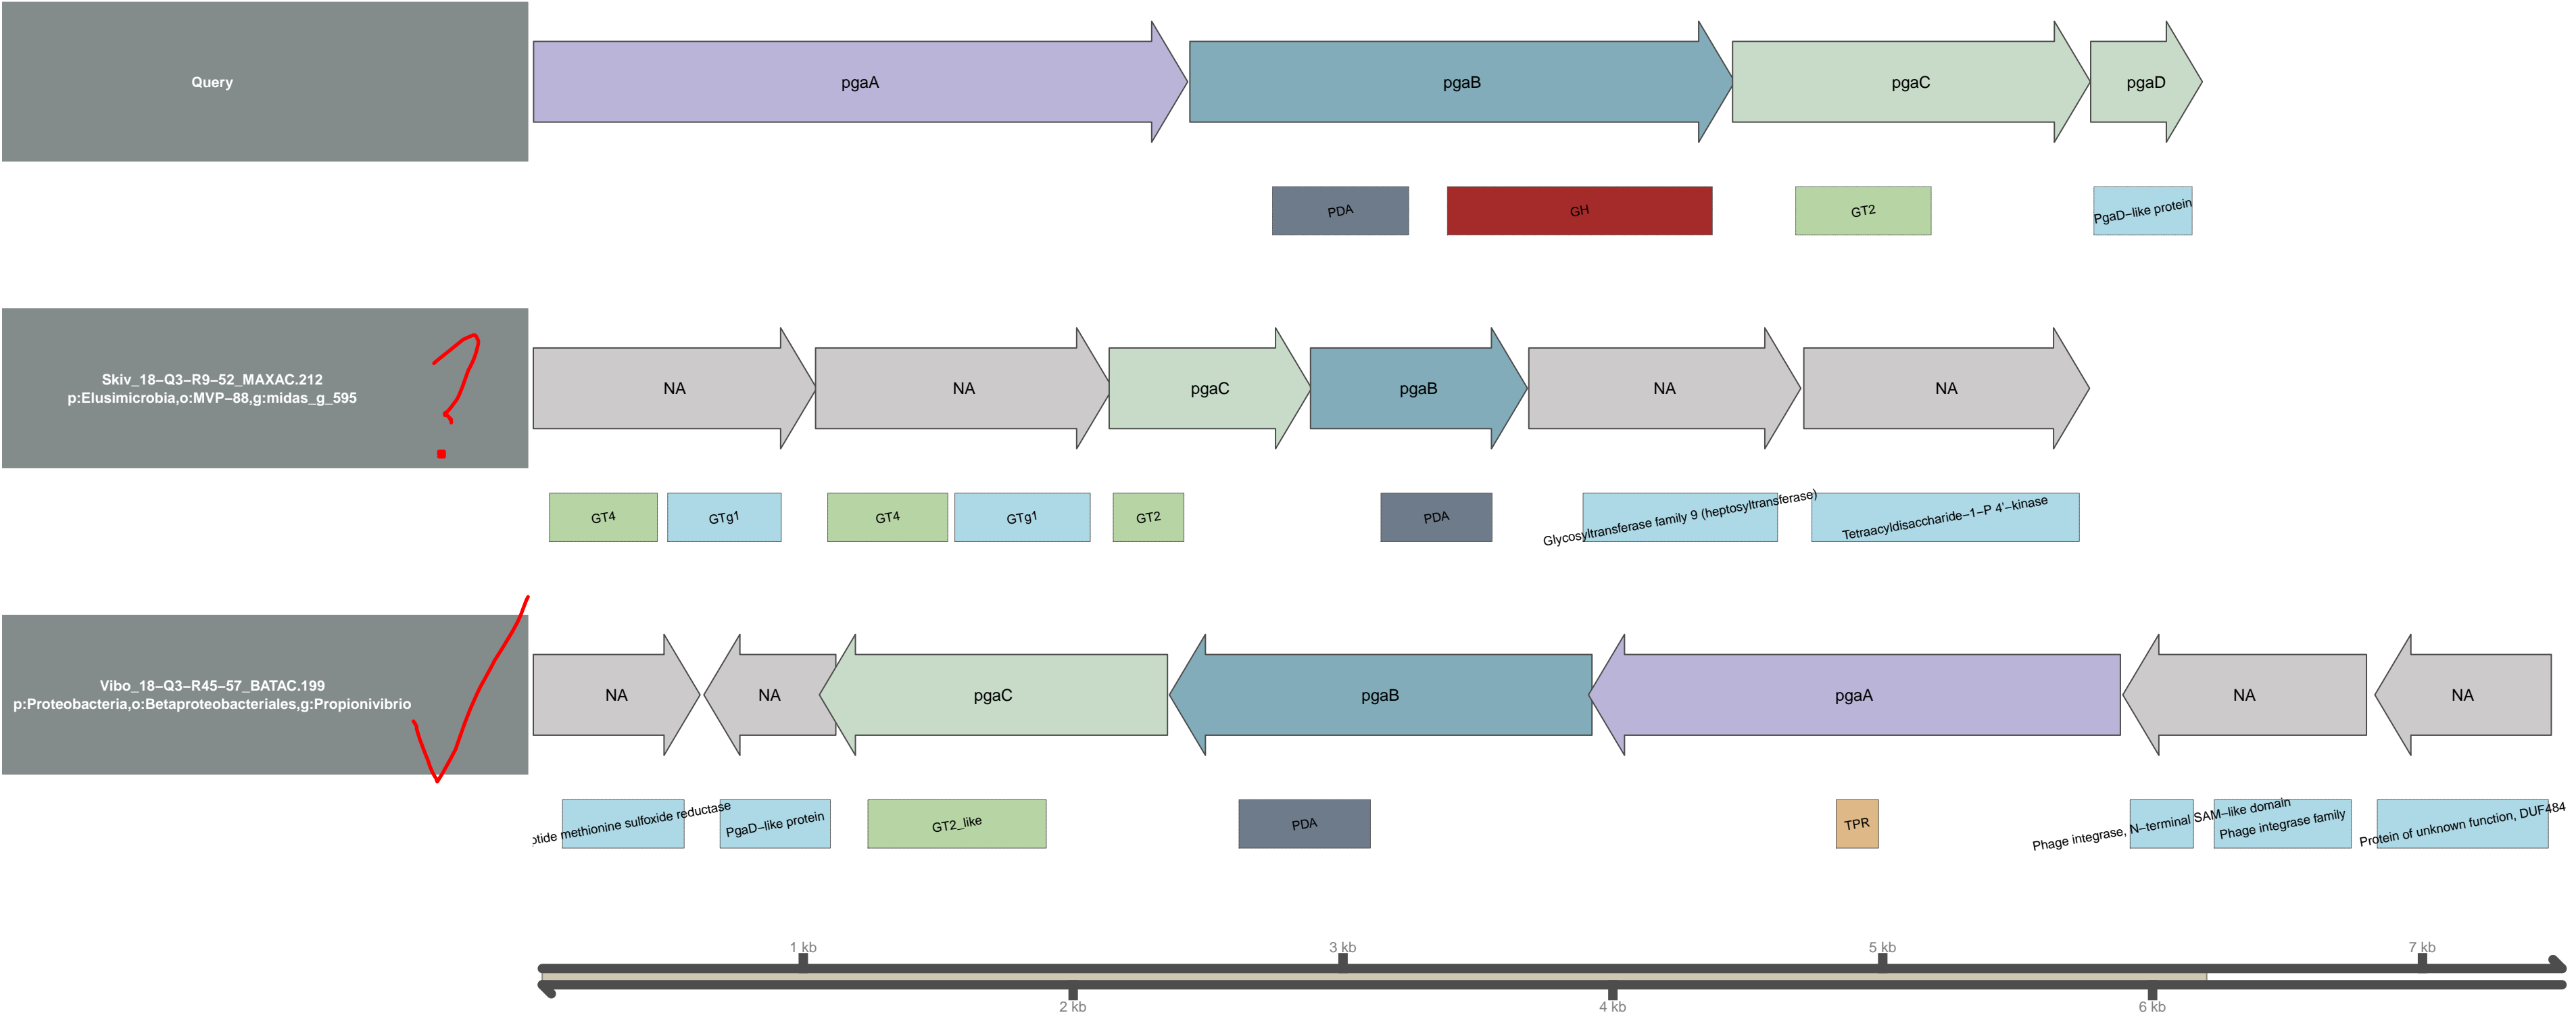 Query
pgaA
pgaB
pgaC
pgaD
PDA
GH
GT2
PgaD−like protein
Skiv_18−Q3−R9−52_MAXAC.212
p:Elusimicrobia,o:MVP−88,g:midas_g_595
?
NA
NA
pgaC
pgaB
NA
NA
GT4
GTg1
GT4
GTg1
GT2
PDA
Glycosyltransferase family 9 (heptosyltransferase)
Tetraacyldisaccharide−1−P 4'−kinase
Vibo_18−Q3−R45−57_BATAC.199
p:Proteobacteria,o:Betaproteobacteriales,g:Propionivibrio
NA
NA
pgaC
pgaB
pgaA
NA
NA
ptide methionine sulfoxide reductase
PgaD−like protein
GT2_like
PDA
TPR
Phage integrase, N−terminal SAM−like domain
Phage integrase family
Protein of unknown function, DUF484
1 kb
3 kb
5 kb
7 kb
2 kb
4 kb
6 kb